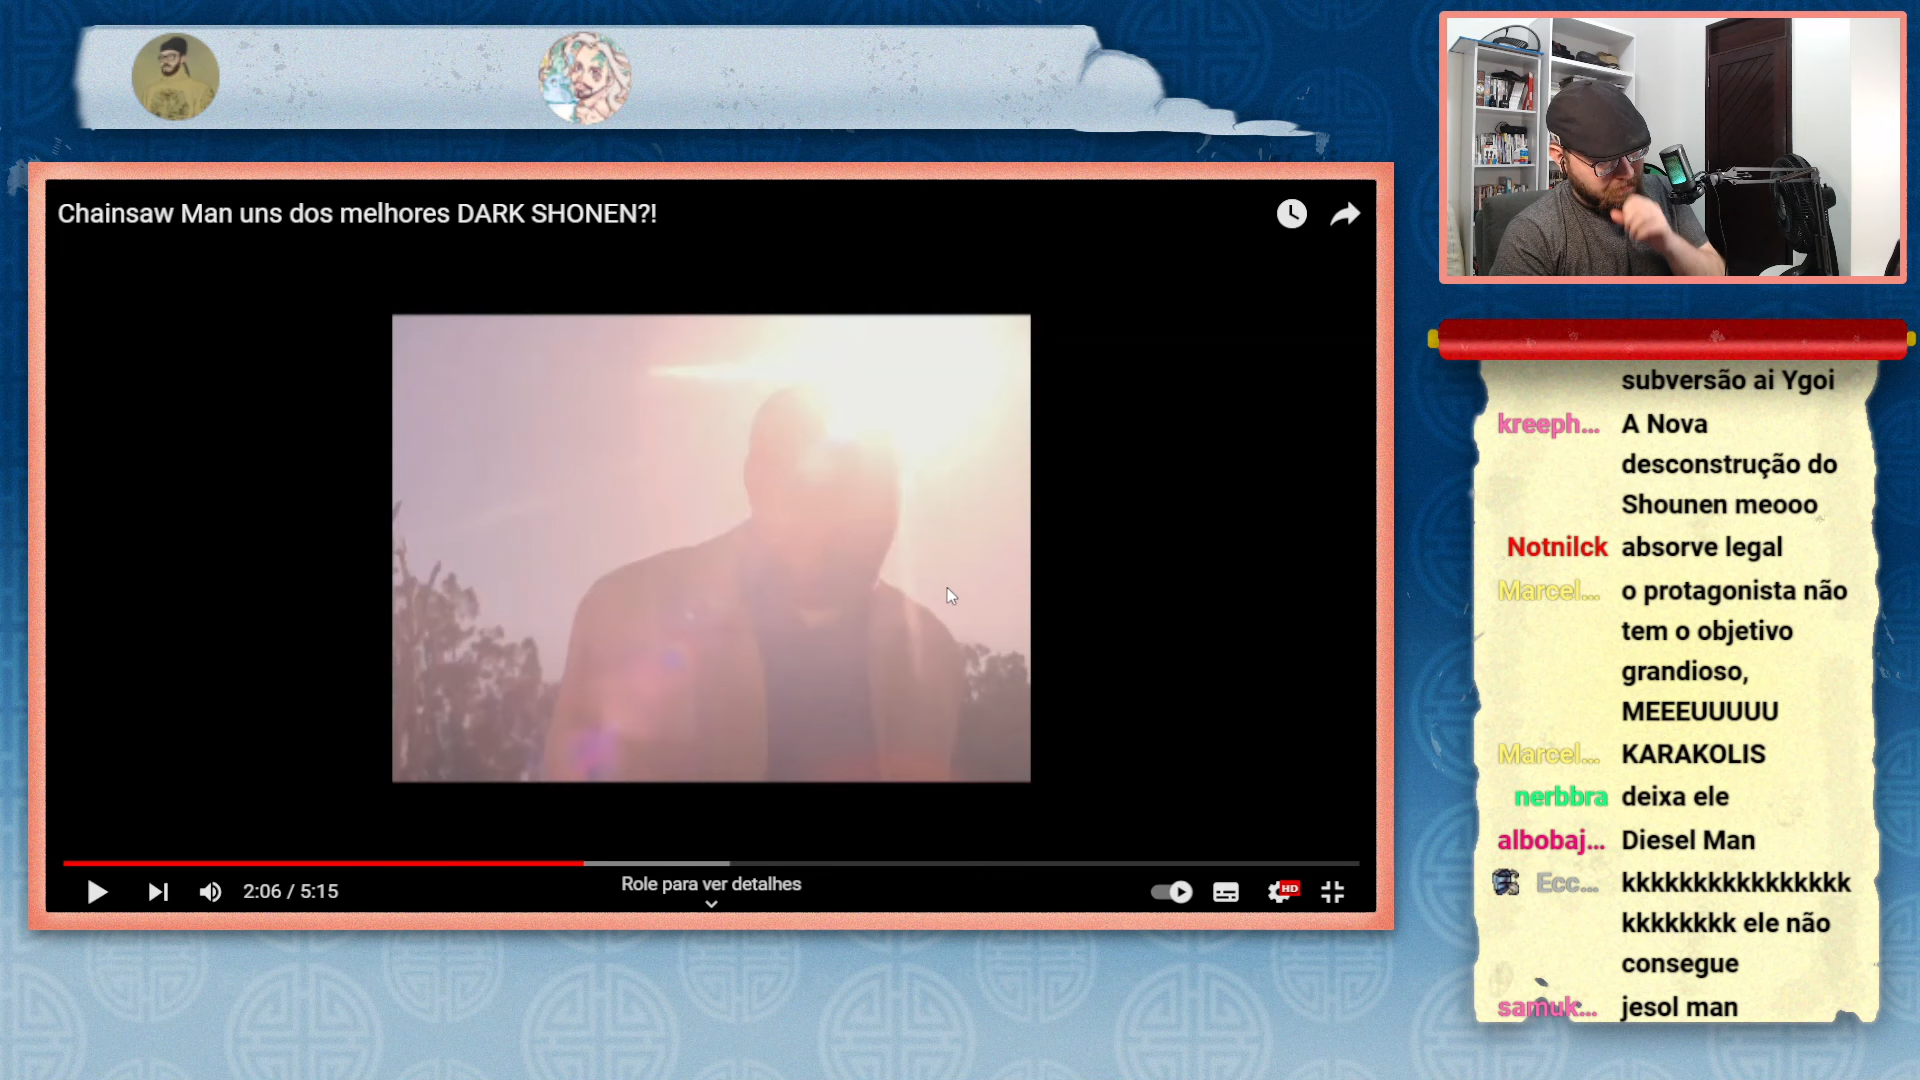 Chainsaw Man uns dos melhores DARK SHONEN?!
2:06 / 5:15
Role para ver detalhes
HD
subversão ai Ygoi
kreeph... A Nova
desconstrução do
Shounen meooo
Notnilck absorve legal
Marcel... o protagonista não
tem o objetivo
grandioso,
MEEEUUUUU
Marcel... KARAKOLIS
nerbbra deixa ele
albobaj... Diesel Man
Ecc... kkkkkkkkkkkkkkkk
kkkkkkkk ele não
consegue
samuk... jesol man